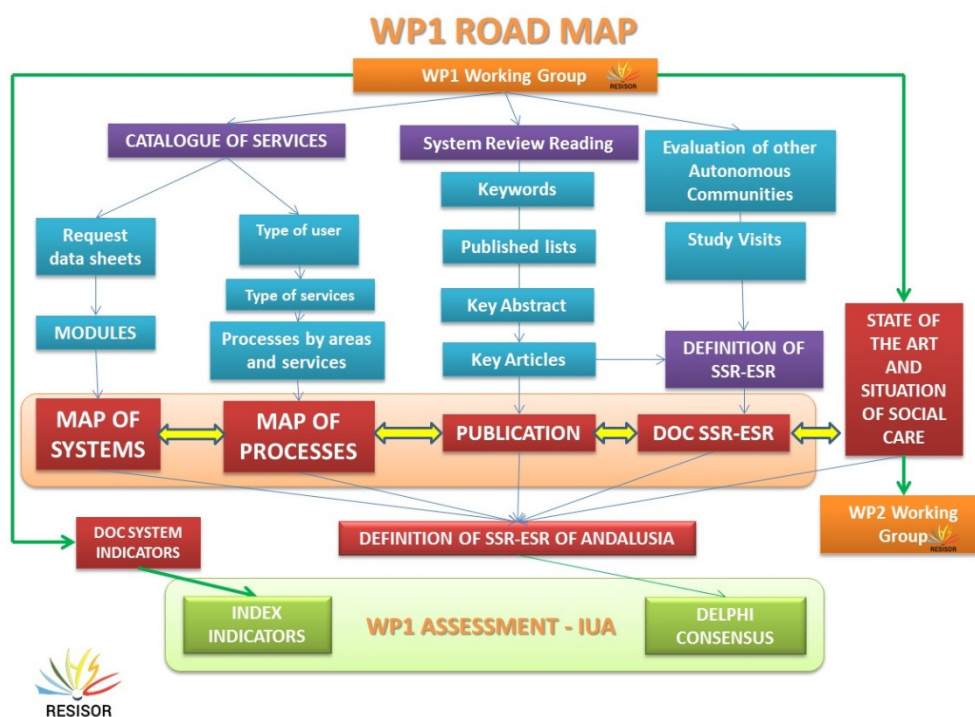 WP1 ROAD MAP
WP1 Working Group
RESISOR
CATALOGUE OF SERVICES
System Review Reading
Evaluation of other
Autonomous
Communities
Request
data sheets
Type of user
Keywords
Published lists
Study Visits
Type of services
Key Abstract
MODULES
Processes by areas
and services
Key Articles
DEFINITION OF
SSR-ESR
STATE OF
THE ART
AND
SITUATION
OF SOCIAL
CARE
MAP OF
SYSTEMS
MAP OF
PROCESSES
PUBLICATION
DOC SSR-ESR
WP2 Working
Group
RESISOR
DOC SYSTEM
INDICATORS
DEFINITION OF SSR-ESR OF ANDALUSIA
INDEX
INDICATORS
WP1 ASSESSMENT - IUA
DELPHI
CONSENSUS
RESISOR